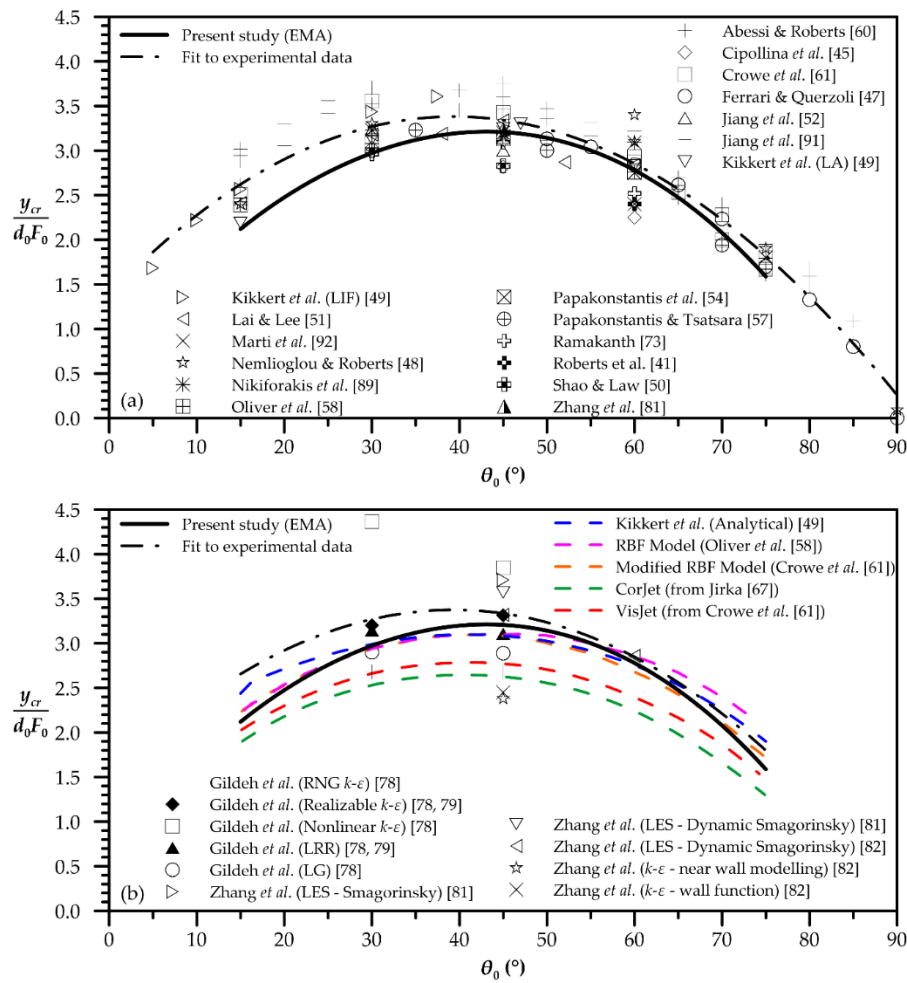 4.5
4.0
3.5
3.0
2.5
2.0
1.5
1.0
0.5
0.0
y_cr
d_0F_0
Present study (EMA)
Fit to experimental data
Abessi & Roberts [60]
Cipollina et al. [45]
Crowe et al. [61]
Ferrari & Querzoli [47]
Jiang et al. [52]
Jiang et al. [91]
Kikkert et al. (LA) [49]
Kikkert et al. (LIF) [49]
Lai & Lee [51]
Marti et al. [92]
Nemlioglou & Roberts [48]
Nikiforakis et al. [89]
Oliver et al. [58]
Papakonstantis et al. [54]
Papakonstantis & Tsatsara [57]
Ramakanth [73]
Roberts et al. [41]
Shao & Law [50]
Zhang et al. [81]
(a)
0 10 20 30 40 50 60 70 80 90
θ_0 (°)
4.5
4.0
3.5
3.0
2.5
2.0
1.5
1.0
0.5
0.0
y_cr
d_0F_0
Present study (EMA)
Fit to experimental data
Kikkert et al. (Analytical) [49]
RBF Model (Oliver et al. [58])
Modified RBF Model (Crowe et al. [61])
CorJet (from Jirka [67])
VisJet (from Crowe et al. [61])
Gildeh et al. (RNG k-ε) [78]
Gildeh et al. (Realizable k-ε) [78, 79]
Gildeh et al. (Nonlinear k-ε) [78]
Gildeh et al. (LRR) [78, 79]
Gildeh et al. (LG) [78]
Zhang et al. (LES - Smagorinsky) [81]
Zhang et al. (LES - Dynamic Smagorinsky) [81]
Zhang et al. (LES - Dynamic Smagorinsky) [82]
Zhang et al. (k-ε - near wall modelling) [82]
Zhang et al. (k-ε - wall function) [82]
(b)
0 10 20 30 40 50 60 70 80 90
θ_0 (°)